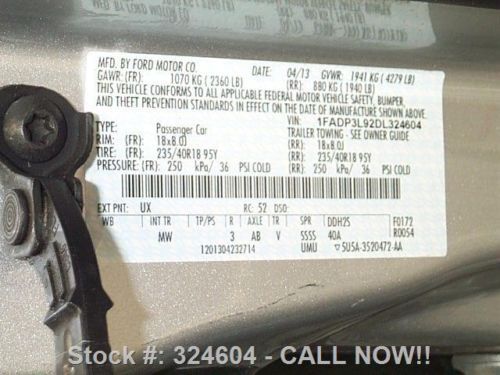 MFD. BY FORD MOTOR CO.
DATE: 04/13 GVWR: 1941 KG ( 4279 LB)
GAWR: (FR): 1070 KG ( 2360 LB) (RR): 880 KG ( 1940 LB)
THIS VEHICLE CONFORMS TO ALL APPLICABLE FEDERAL MOTOR VEHICLE SAFETY, BUMPER,
AND THEFT PREVENTION STANDARDS IN EFFECT ON THE DATE OF MANUFACTURE SHOWN ABOVE.
VIN: 1FADP3L92DL324604
TYPE: Passenger Car TRAILER TOWING - SEE OWNER GUIDE
RIM: (FR) 18x8.0J (RR): 18x8.0J
TIRE: (FR) 235/40R18 95Y (RR): 235/40R18 95Y
PRESSURE: (FR) 250 kPa/ 36 PSI COLD (RR): 250 kPa/ 36 PSI COLD
EXT PNT: UX RC: 52 DSO:
WB INT TR TP/PS R AXLE TR SPR DDH25 F0172
MW 3 AB V SSSS 40A R0054
1201304232714 UMU 5U5A-3520472-AA
Stock #: 324604 - CALL NOW!!